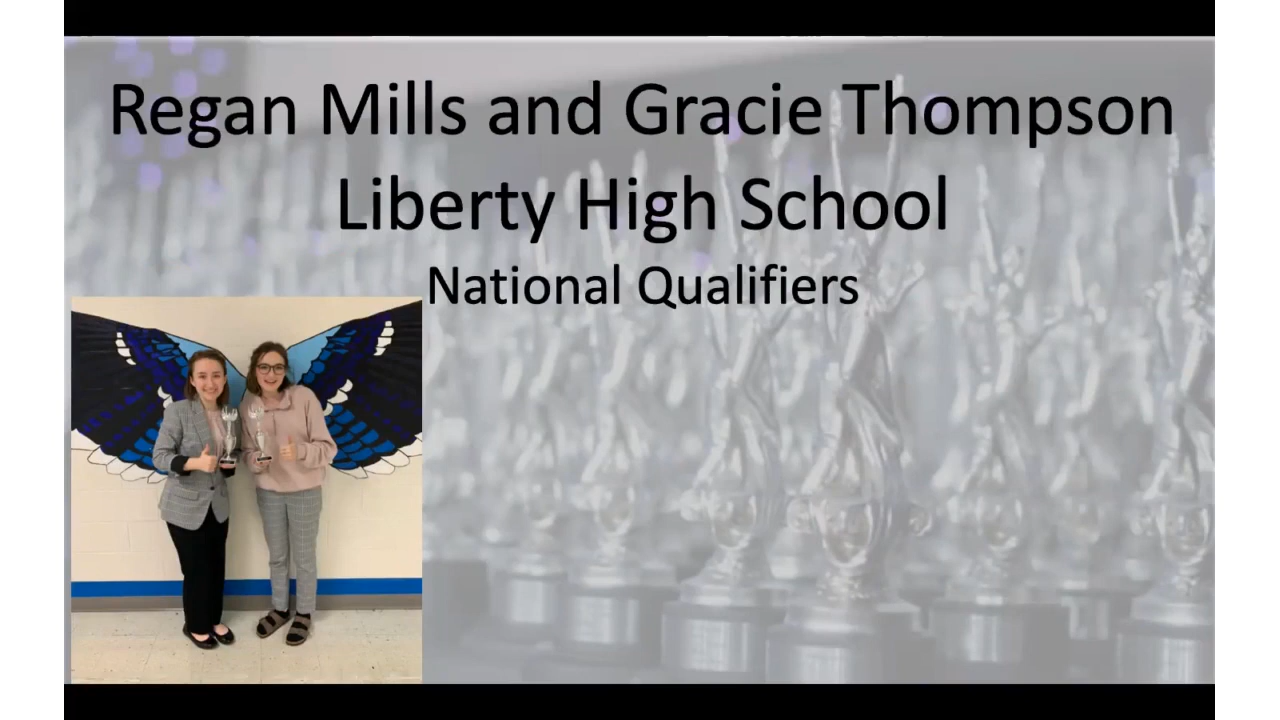 Regan Mills and Gracie Thompson
Liberty High School
National Qualifiers